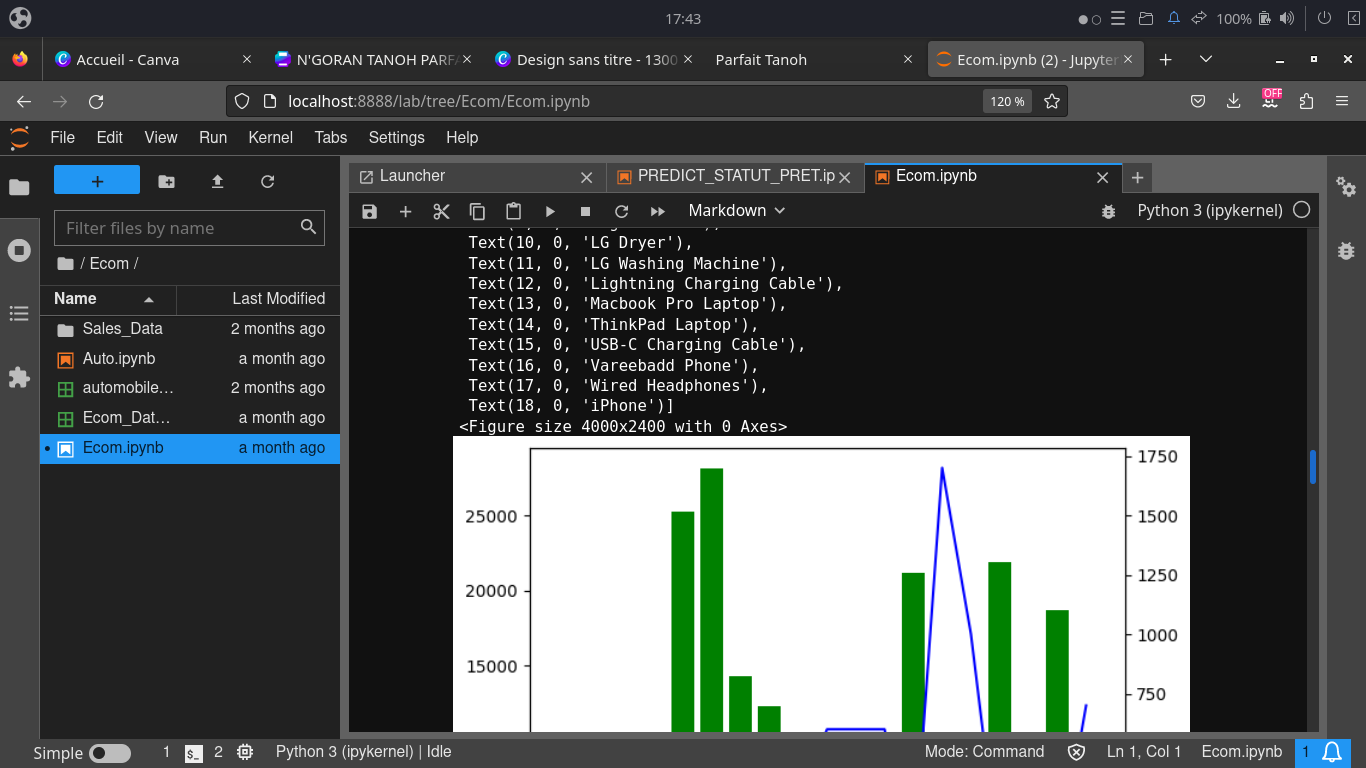 17:43
100%
Accueil - Canva
N'GORAN TANOH PARFA
Design sans titre - 1300
Parfait Tanoh
Ecom.ipynb (2) - Jupyter
localhost:8888/lab/tree/Ecom/Ecom.ipynb
120 %
OFF
File Edit View Run Kernel Tabs Settings Help
Launcher
PREDICT_STATUT_PRET.ip
Ecom.ipynb
Markdown
Python 3 (ipykernel)
Filter files by name
/ Ecom /
Name Last Modified
Sales_Data 2 months ago
Auto.ipynb a month ago
automobile… 2 months ago
Ecom_Dat… a month ago
Ecom.ipynb a month ago
Text(10, 0, 'LG Dryer'),
Text(11, 0, 'LG Washing Machine'),
Text(12, 0, 'Lightning Charging Cable'),
Text(13, 0, 'Macbook Pro Laptop'),
Text(14, 0, 'ThinkPad Laptop'),
Text(15, 0, 'USB-C Charging Cable'),
Text(16, 0, 'Vareebadd Phone'),
Text(17, 0, 'Wired Headphones'),
Text(18, 0, 'iPhone')]
<Figure size 4000x2400 with 0 Axes>
25000
20000
15000
1750
1500
1250
1000
750
Simple 1 $_ 2 Python 3 (ipykernel) | Idle
Mode: Command Ln 1, Col 1 Ecom.ipynb 1